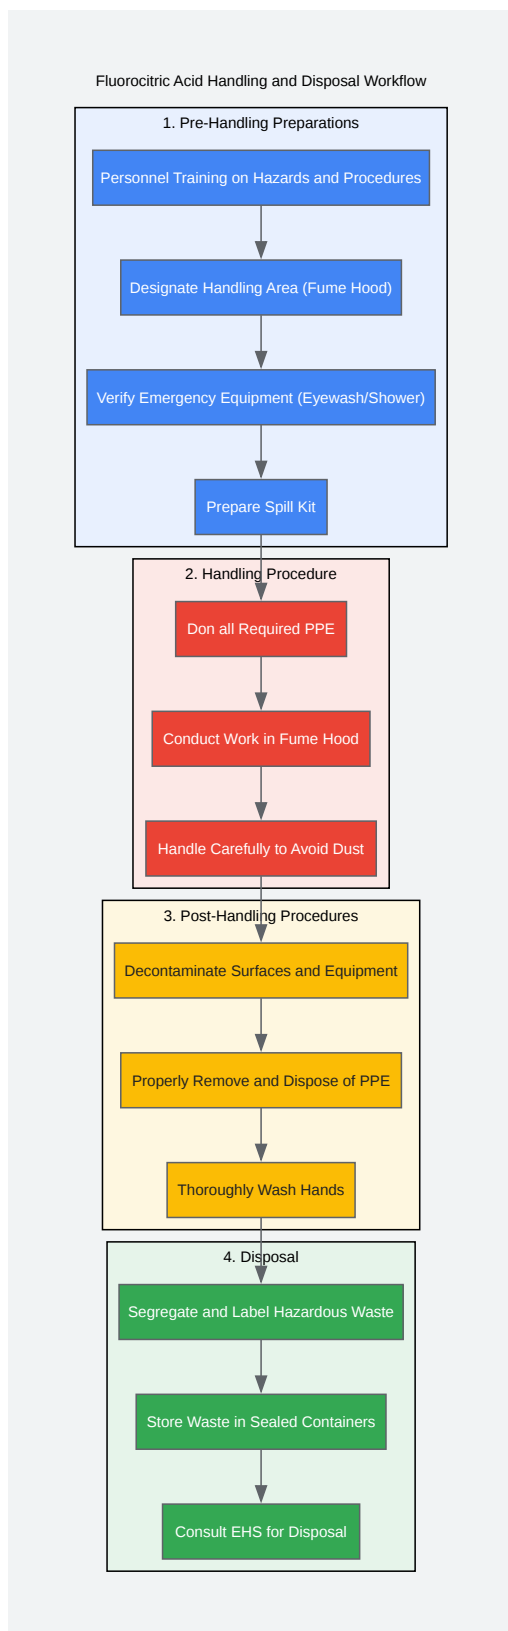 Fluorocitric Acid Handling and Disposal Workflow
1. Pre-Handling Preparations
Personnel Training on Hazards and Procedures
Designate Handling Area (Fume Hood)
Verify Emergency Equipment (Eyewash/Shower)
Prepare Spill Kit
2. Handling Procedure
Don all Required PPE
Conduct Work in Fume Hood
Handle Carefully to Avoid Dust
3. Post-Handling Procedures
Decontaminate Surfaces and Equipment
Properly Remove and Dispose of PPE
Thoroughly Wash Hands
4. Disposal
Segregate and Label Hazardous Waste
Store Waste in Sealed Containers
Consult EHS for Disposal